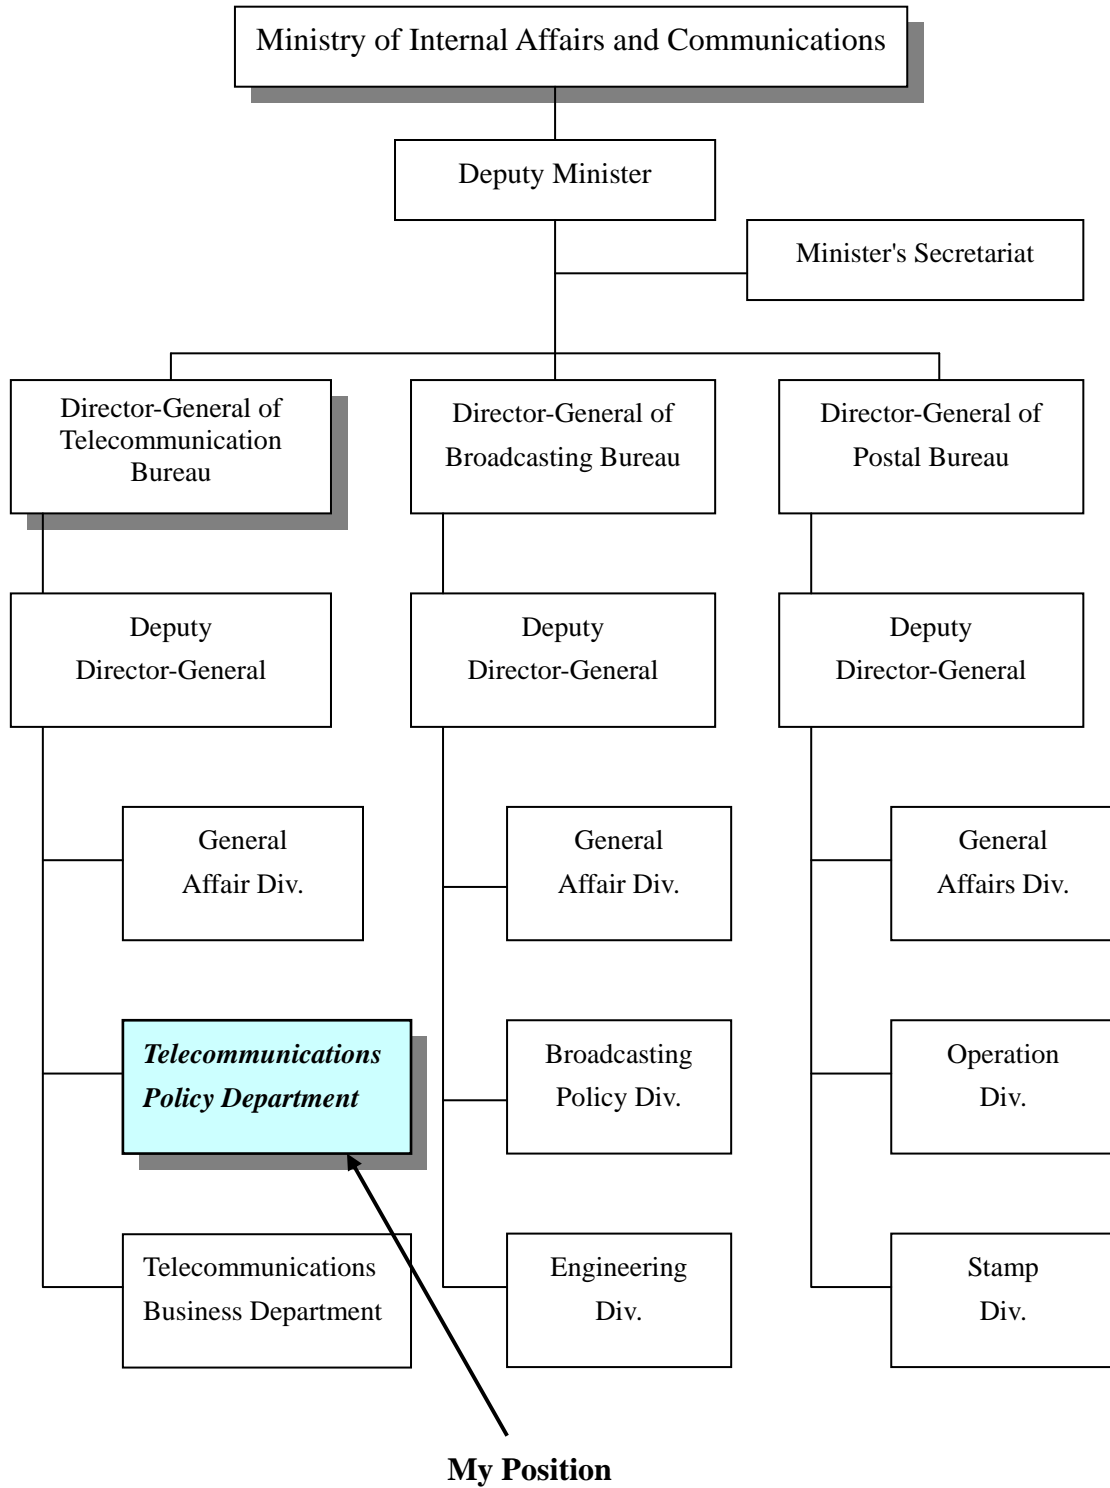 Ministry of Internal Affairs and Communications
Deputy Minister
Minister's Secretariat
Director-General of
Telecommunication
Bureau
Director-General of
Broadcasting Bureau
Director-General of
Postal Bureau
Deputy
Director-General
Deputy
Director-General
Deputy
Director-General
General
Affair Div.
General
Affair Div.
General
Affairs Div.
Telecommunications
Policy Department
Broadcasting
Policy Div.
Operation
Div.
Telecommunications
Business Department
Engineering
Div.
Stamp
Div.
My Position